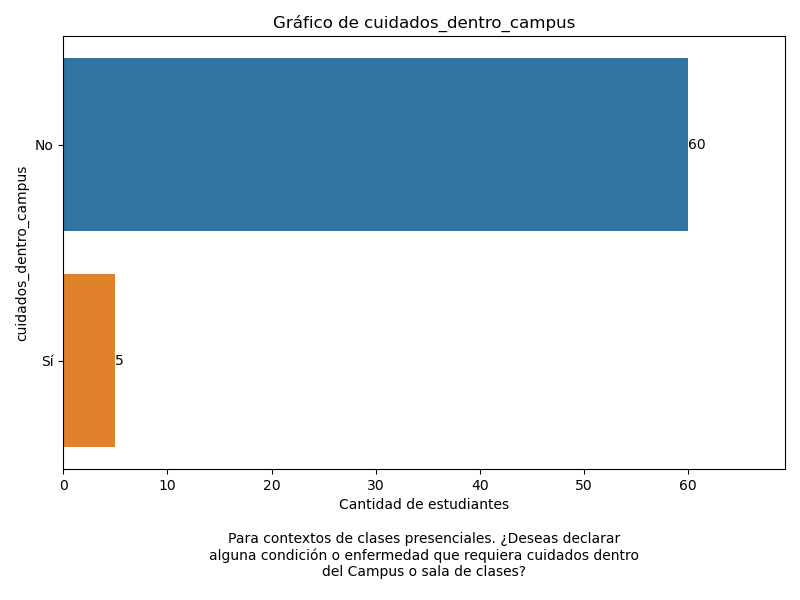 Gráfico de cuidados_dentro_campus
cuidados_dentro_campus
No
60
Sí
5
0 10 20 30 40 50 60
Cantidad de estudiantes
Para contextos de clases presenciales. ¿Deseas declarar
alguna condición o enfermedad que requiera cuidados dentro
del Campus o sala de clases?